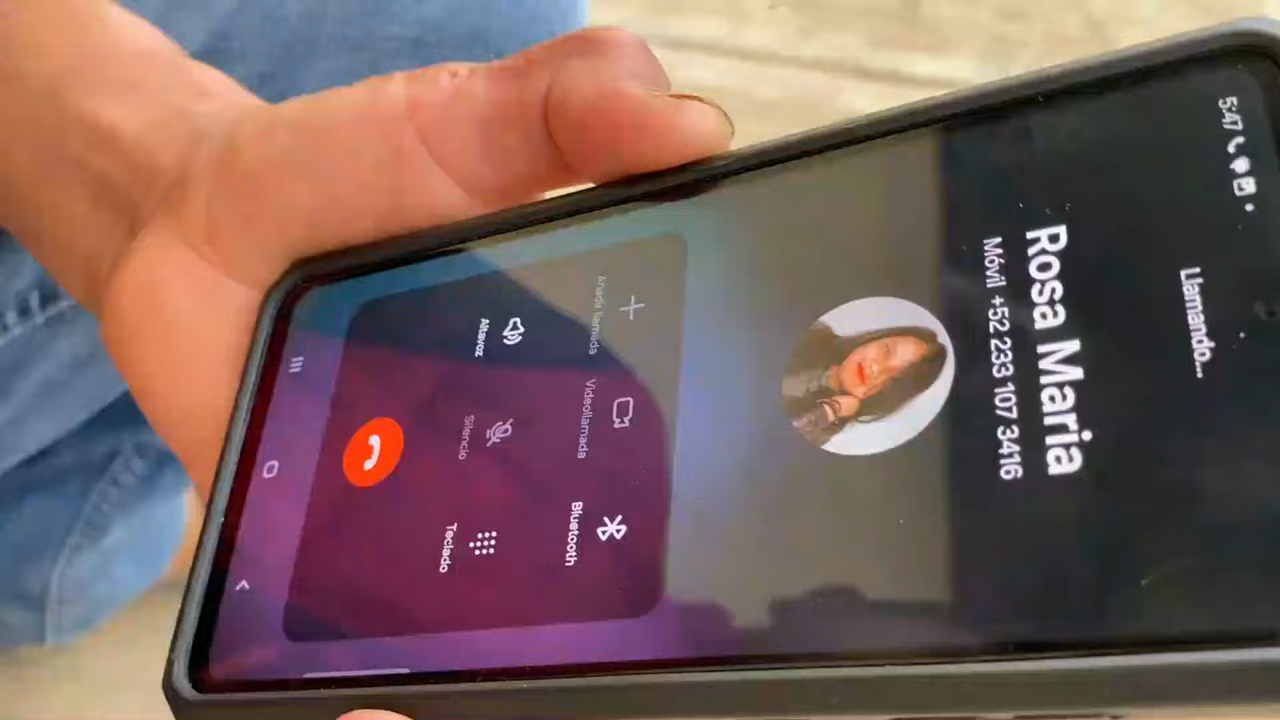 5:47
Llamando...
Rosa Maria
Móvil +52 233 107 3416
Añadir llamada
Videollamada
Bluetooth
Altavoz
Silencio
Teclado